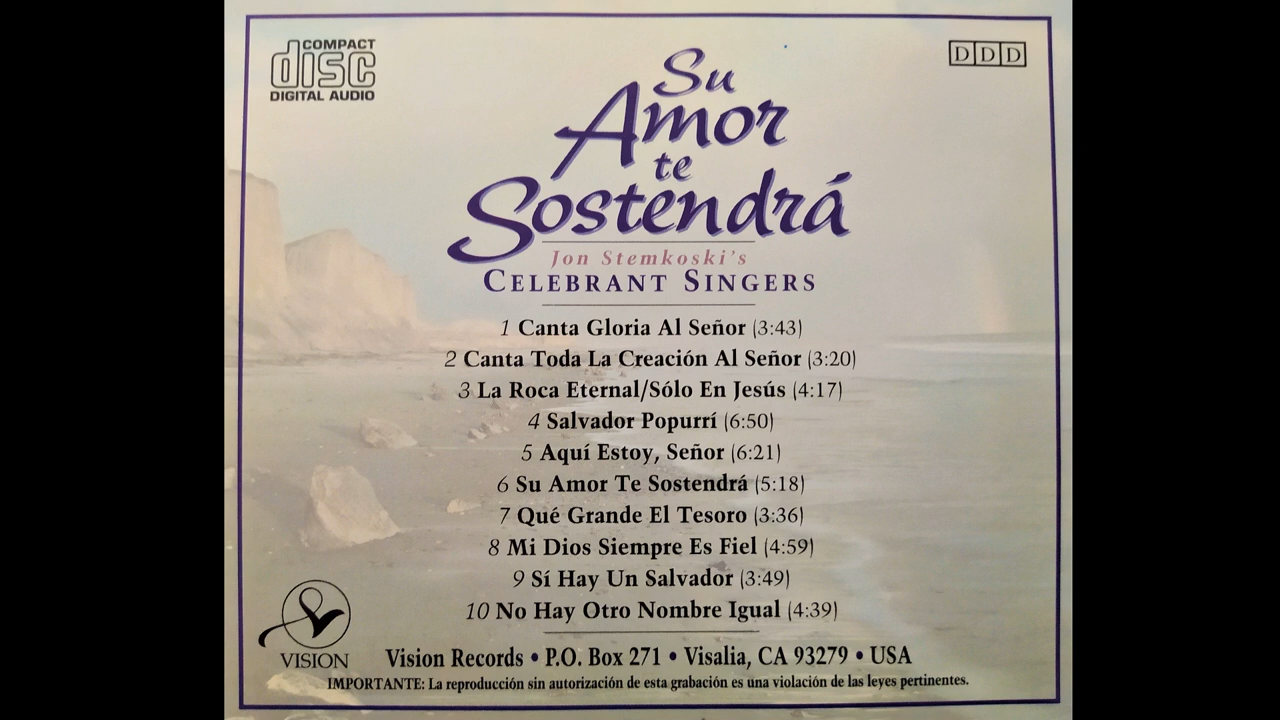 COMPACT
disc
DIGITAL AUDIO
DDD
Su
Amor
te
Sostendrá
Jon Stemkoski's
CELEBRANT SINGERS
1 Canta Gloria Al Señor (3:43)
2 Canta Toda La Creación Al Señor (3:20)
3 La Roca Eternal/Sólo En Jesús (4:17)
4 Salvador Popurrí (6:50)
5 Aquí Estoy, Señor (6:21)
6 Su Amor Te Sostendrá (5:18)
7 Qué Grande El Tesoro (3:36)
8 Mi Dios Siempre Es Fiel (4:59)
9 Sí Hay Un Salvador (3:49)
10 No Hay Otro Nombre Igual (4:39)
VISION
Vision Records • P.O. Box 271 • Visalia, CA 93279 • USA
IMPORTANTE: La reproducción sin autorización de esta grabación es una violación de las leyes pertinentes.